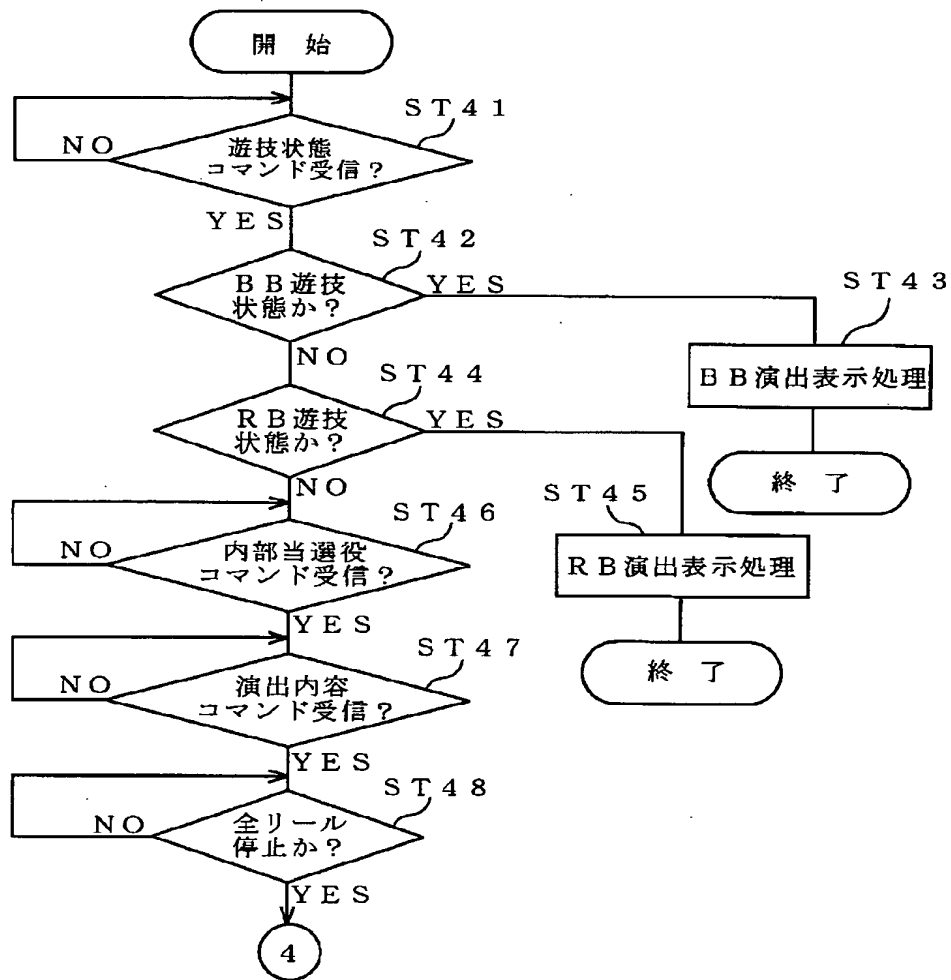 開 始
ST41
遊技状態
コマンド受信？
NO
YES
ST42
BB遊技
状態か？
YES
NO
ST43
BB演出表示処理
終 了
ST44
RB遊技
状態か？
YES
NO
ST45
RB演出表示処理
終 了
ST46
内部当選役
コマンド受信？
NO
YES
ST47
演出内容
コマンド受信？
NO
YES
ST48
全リール
停止か？
NO
YES
4